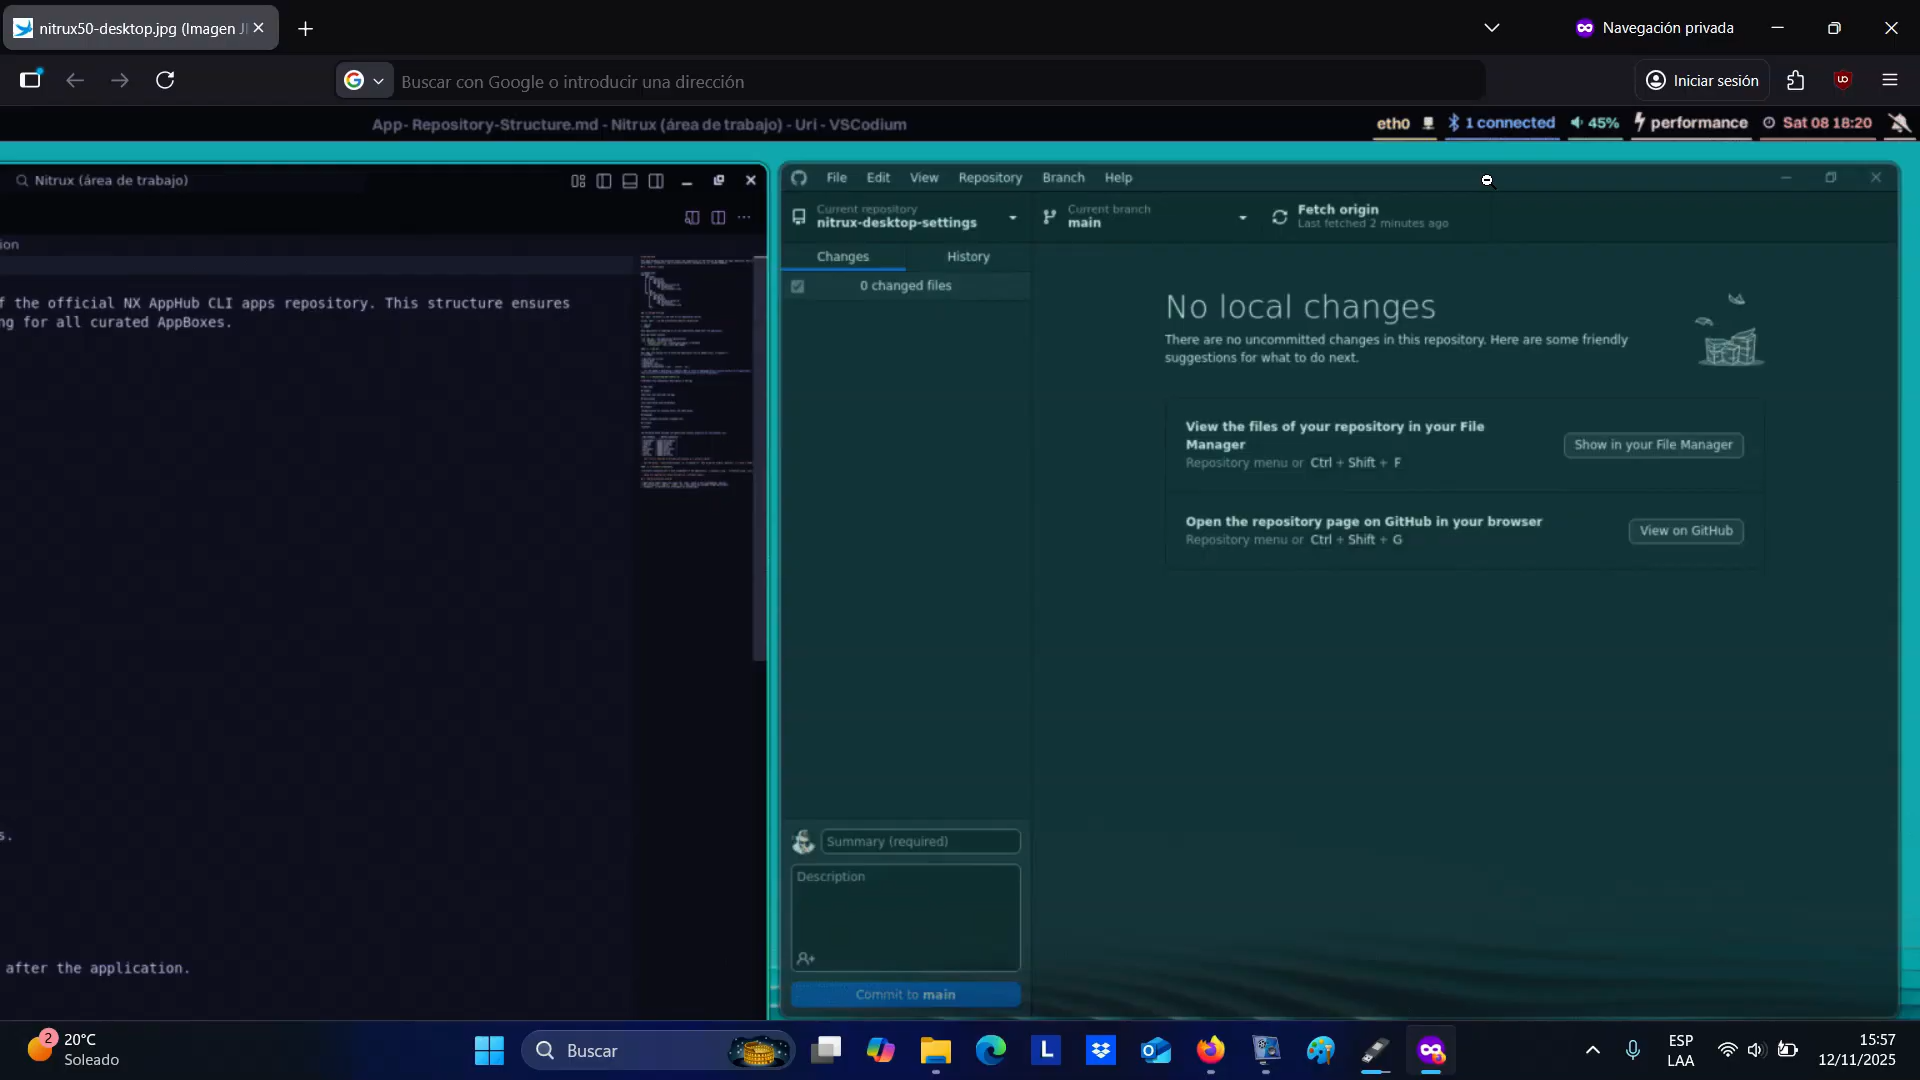 nitrux50-desktop.jpg (Imagen J
Navegación privada
Buscar con Google o introducir una dirección
Iniciar sesión
App- Repository-Structure.md - Nitrux (área de trabajo) - Uri - VSCodium
eth0
1 connected
45%
performance
Sat 08 18:20
Nitrux (área de trabajo)
ion
f the official NX AppHub CLI apps repository. This structure ensures
ng for all curated AppBoxes.
s.
after the application.
File Edit View Repository Branch Help
Current repository
nitrux-desktop-settings
Current branch
main
Fetch origin
Last fetched 2 minutes ago
Changes
History
0 changed files
No local changes
There are no uncommitted changes in this repository. Here are some friendly
suggestions for what to do next.
View the files of your repository in your File
Manager
Repository menu or Ctrl + Shift + F
Show in your File Manager
Open the repository page on GitHub in your browser
Repository menu or Ctrl + Shift + G
View on GitHub
Summary (required)
Description
Commit to main
2
20°C
Soleado
Buscar
L
ESP
LAA
15:57
12/11/2025